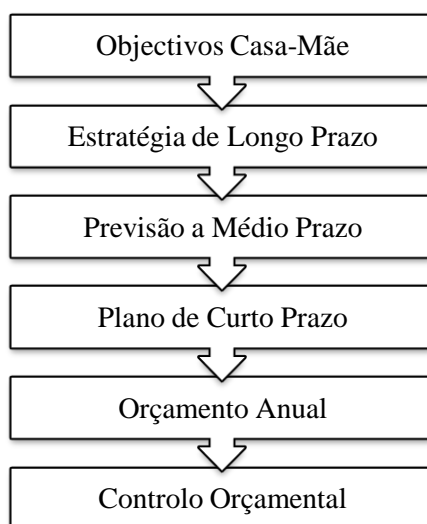 Objectivos Casa-Mãe
Estratégia de Longo Prazo
Previsão a Médio Prazo
Plano de Curto Prazo
Orçamento Anual
Controlo Orçamental